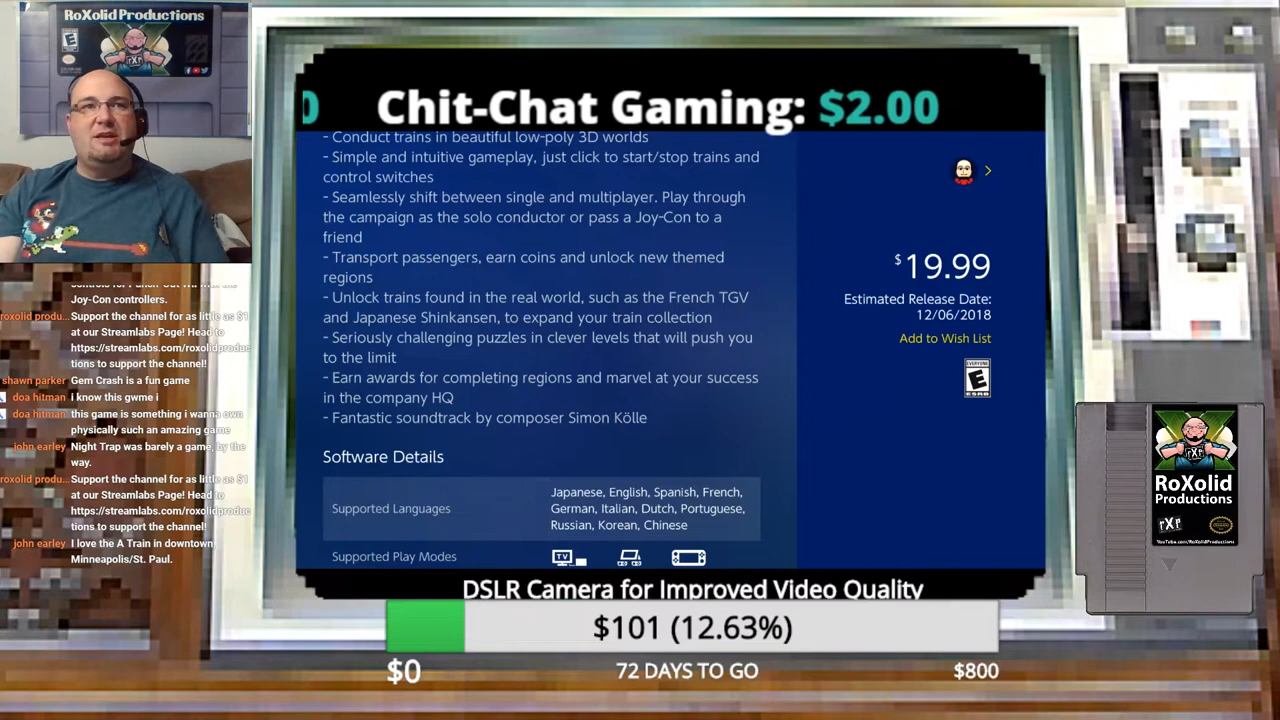 RoXolid Productions
rXr
0
Chit-Chat Gaming: $2.00
- Conduct trains in beautiful low-poly 3D worlds
- Simple and intuitive gameplay, just click to start/stop trains and
control switches
- Seamlessly shift between single and multiplayer. Play through
the campaign as the solo conductor or pass a Joy-Con to a
friend
- Transport passengers, earn coins and unlock new themed
regions
- Unlock trains found in the real world, such as the French TGV
and Japanese Shinkansen, to expand your train collection
- Seriously challenging puzzles in clever levels that will push you
to the limit
- Earn awards for completing regions and marvel at your success
in the company HQ
- Fantastic soundtrack by composer Simon Kölle
Software Details
Supported Languages
Japanese, English, Spanish, French,
German, Italian, Dutch, Portuguese,
Russian, Korean, Chinese
Supported Play Modes
TV
>
$19.99
Estimated Release Date:
12/06/2018
Add to Wish List
EVERYONE
E
ESRB
Joy-Con controllers.
roxolid produ... Support the channel for as little as $1
at our Streamlabs Page! Head to
https://streamlabs.com/roxolidproduc
tions to support the channel!
shawn parker Gem Crash is a fun game
doa hitman i know this gwme i
doa hitman this game is something i wanna own
physically such an amazing game
john earley Night Trap was barely a game, by the
way.
roxolid produ... Support the channel for as little as $1
at our Streamlabs Page! Head to
https://streamlabs.com/roxolidproduc
tions to support the channel!
john earley I love the A Train in downtown
Minneapolis/St. Paul.
rXr
RoXolid
Productions
rXr
YouTube.com/RoXolidProductions
DSLR Camera for Improved Video Quality
$101 (12.63%)
$0
72 DAYS TO GO
$800